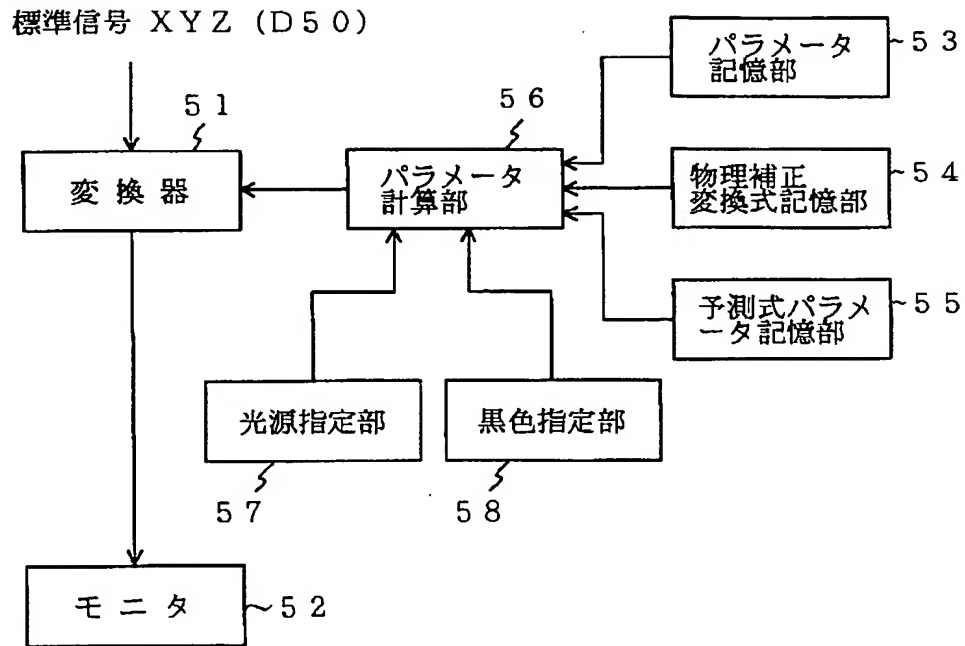 標準信号 XYZ (D50)
51
変換器
56
パラメータ
計算部
パラメータ
記憶部
53
物理補正
変換式記憶部
54
予測式パラメ
ータ記憶部
55
光源指定部
57
黒色指定部
58
モニタ
52